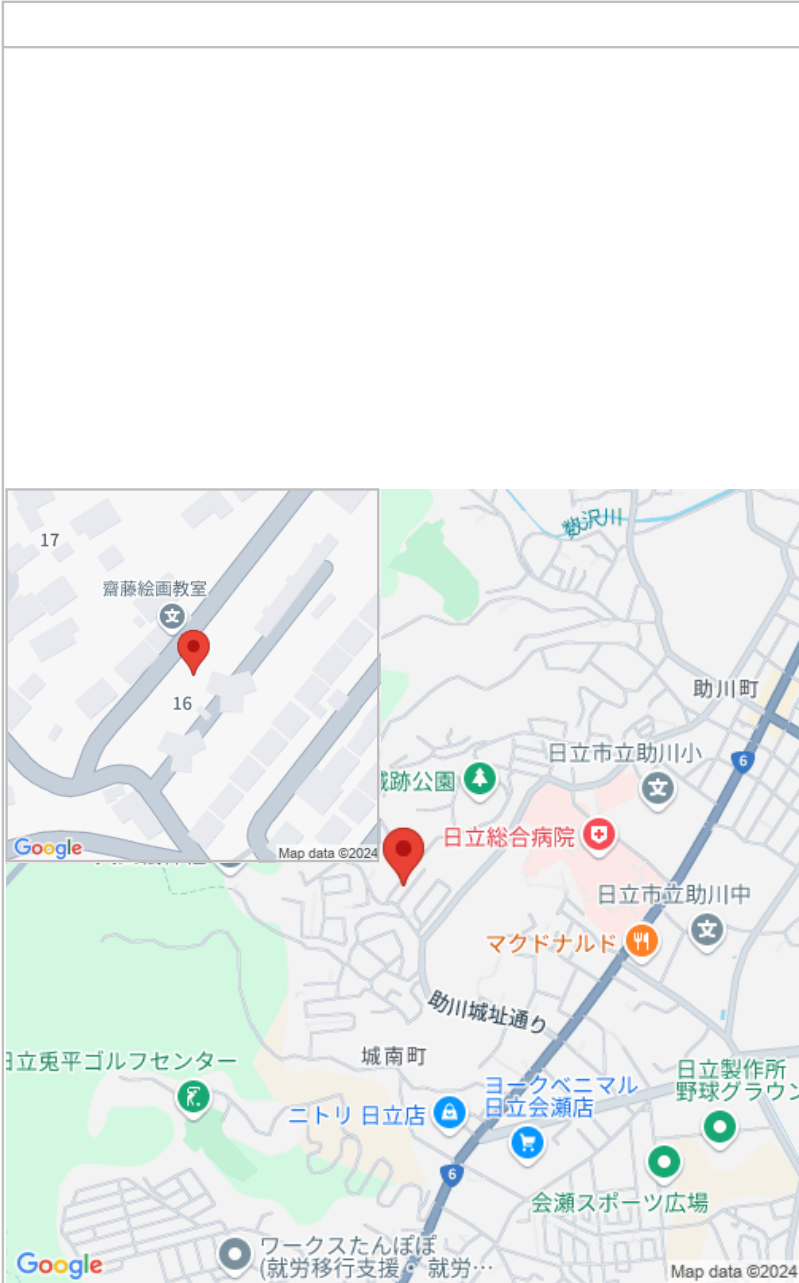 17
齋藤絵画教室
16
Google
Map data ©2024
数沢川
助川町
6
日立市立助川小
城跡公園
日立総合病院
日立市立助川中
マクドナルド
助川城址通り
城南町
日立兎平ゴルフセンター
日立製作所
野球グラウン
ヨークベニマル
日立会瀬店
ニトリ 日立店
6
会瀬スポーツ広場
ワークスたんぽぽ
(就労移行支援・就労…
Google
Map data ©2024